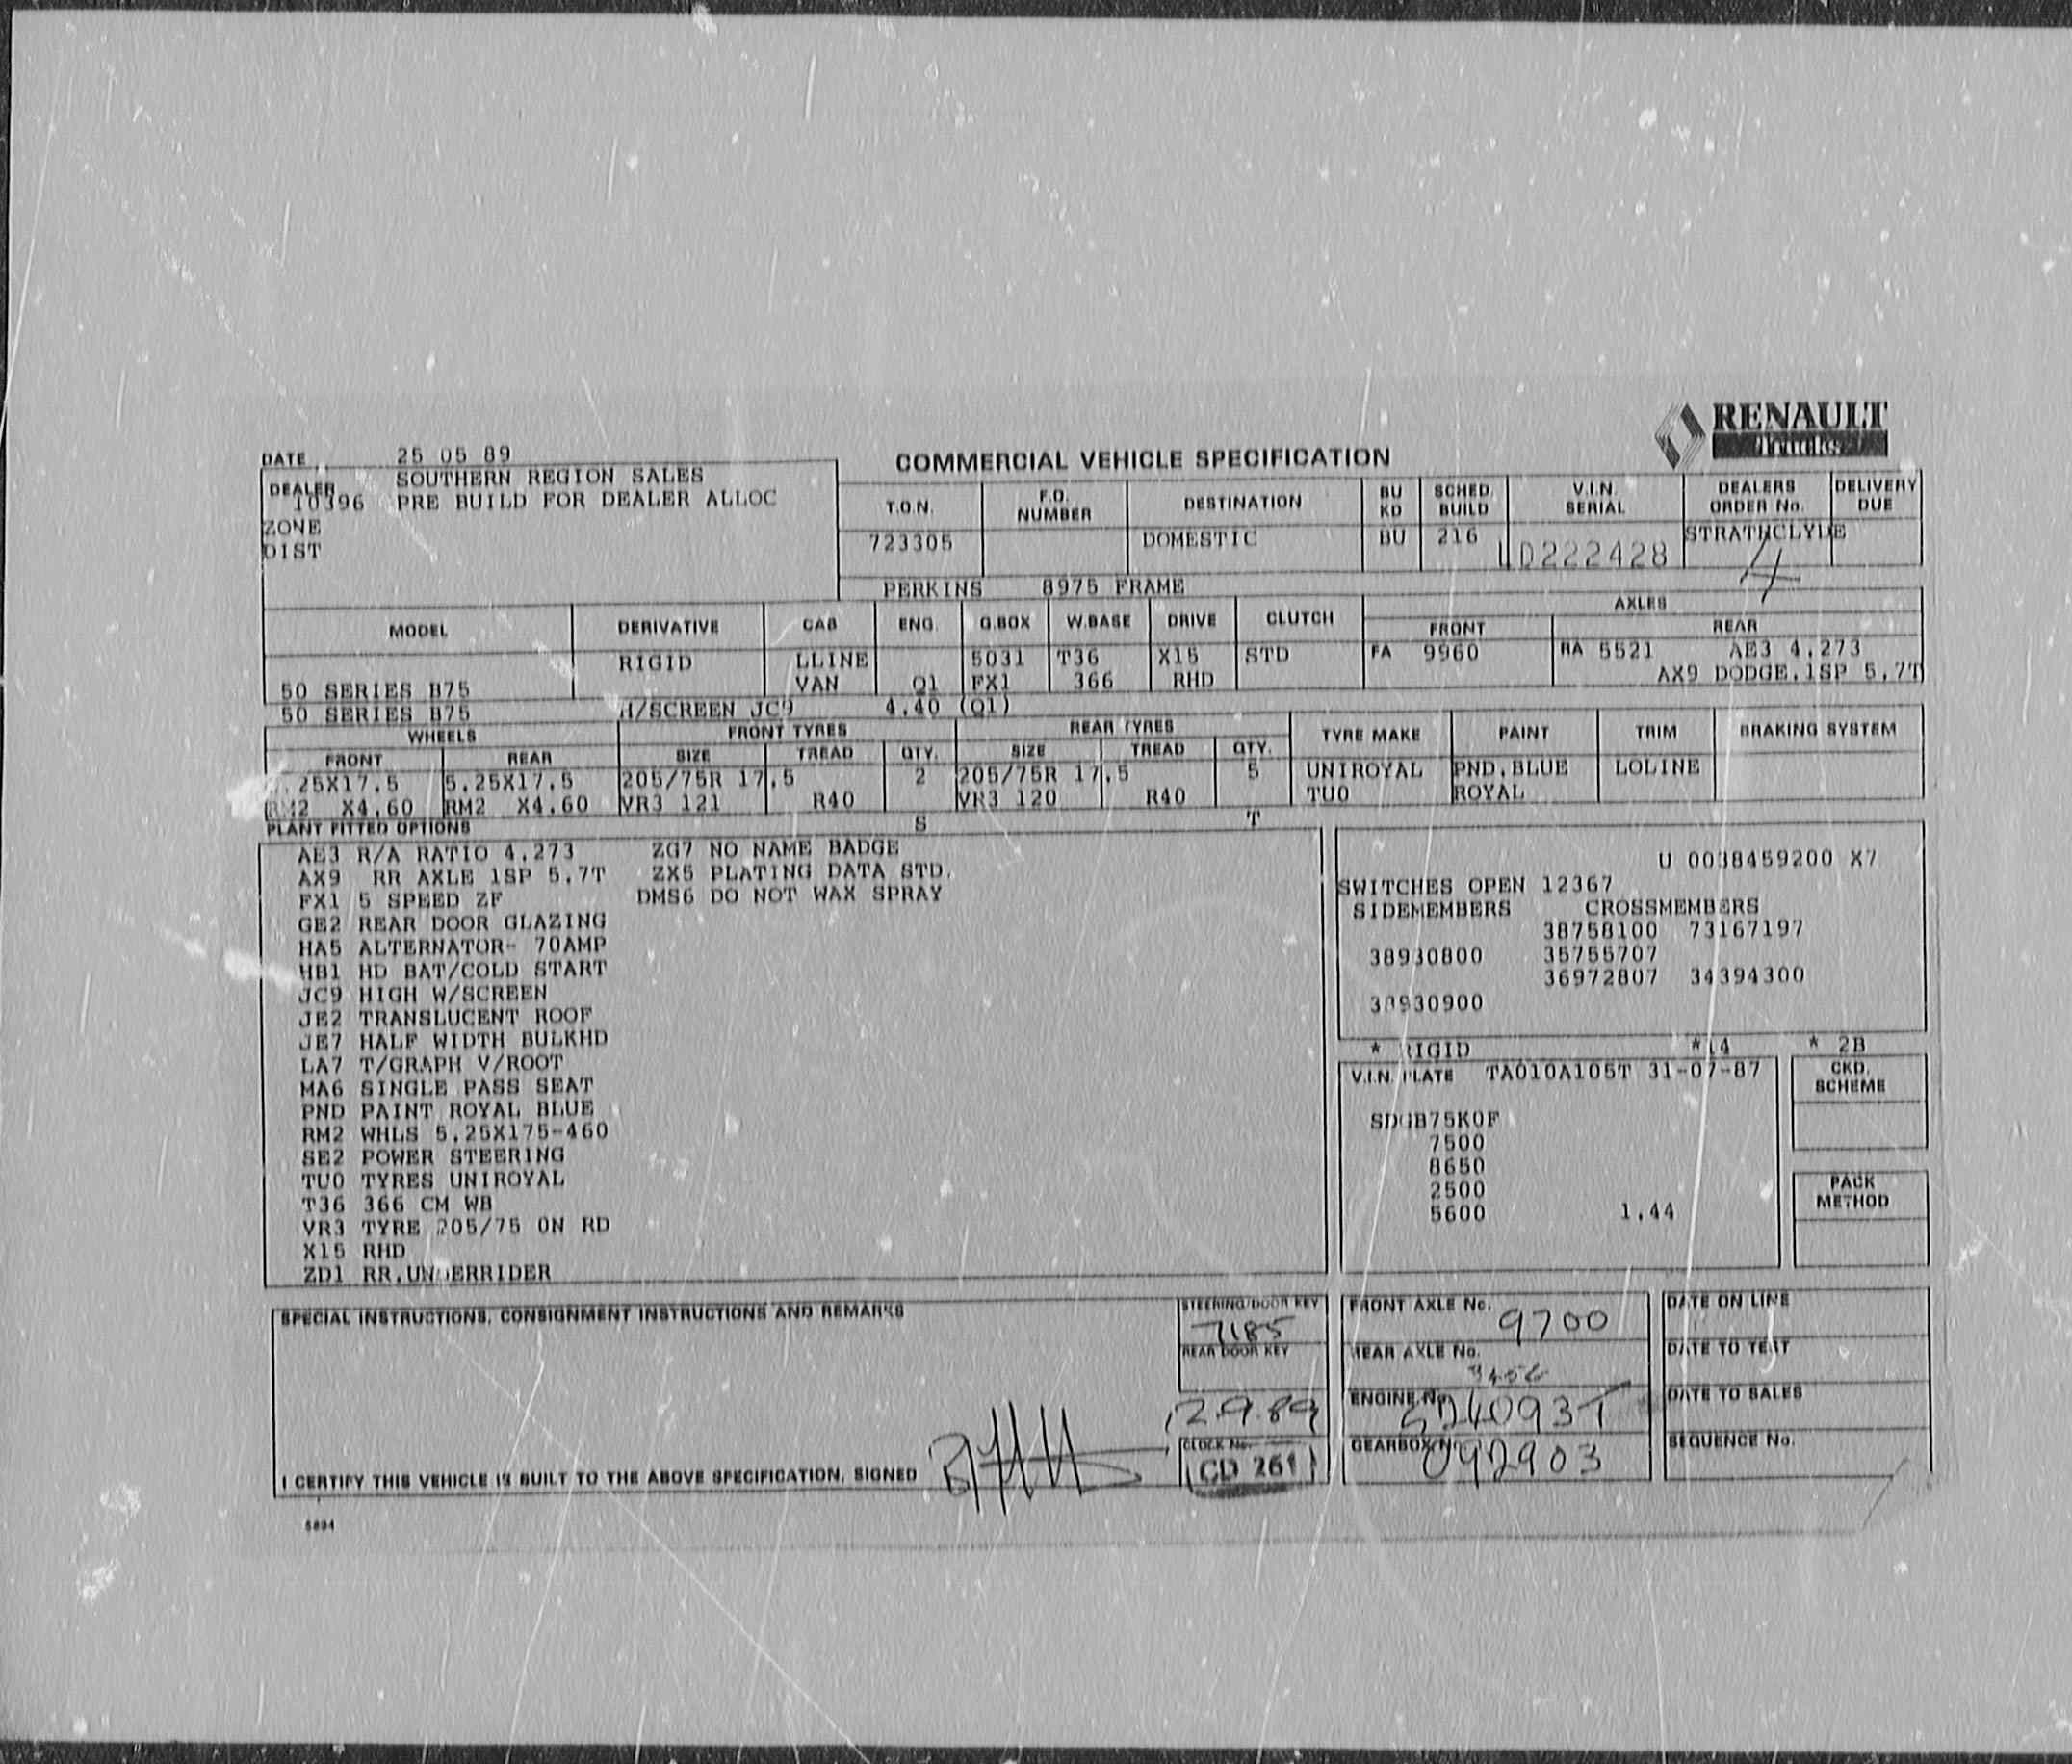 RENAULT
Trucks
DATE 25 05 89
COMMERCIAL VEHICLE SPECIFICATION
DEALER SOUTHERN REGION SALES
10396 PRE BUILD FOR DEALER ALLOC
ZONE
DIST
T.O.N. F.O. NUMBER DESTINATION BU KD SCHED. BUILD V.I.N. SERIAL DEALERS ORDER No. DELIVERY DUE
723305 DOMESTIC BU 216 D222428 STRATHCLYDE
4
PERKINS 8975 FRAME
MODEL DERIVATIVE CAB ENG. G.BOX W.BASE DRIVE CLUTCH AXLES
FRONT REAR
RIGID LLINE 5031 T36 X15 STD FA 9960 RA 5521 AE3 4.273
50 SERIES B75 VAN Q1 FX1 366 RHD AX9 DODGE.1SP 5.7T
50 SERIES B75 H/SCREEN JC9 4.40 (Q1)
WHEELS FRONT TYRES REAR TYRES TYRE MAKE PAINT TRIM BRAKING SYSTEM
FRONT REAR SIZE TREAD QTY. SIZE TREAD QTY.
.25X17.5 5.25X17.5 205/75R 17.5 2 205/75R 17.5 5 UNIROYAL PND.BLUE LOLINE
RM2 X4.60 RM2 X4.60 VR3 121 R40 VR3 120 R40 TU0 ROYAL
PLANT FITTED OPTIONS S T
AE3 R/A RATIO 4.273 ZG7 NO NAME BADGE
AX9 RR AXLE 1SP 5.7T ZX5 PLATING DATA STD.
FX1 5 SPEED ZF DMS6 DO NOT WAX SPRAY
GE2 REAR DOOR GLAZING
HA5 ALTERNATOR- 70AMP
HB1 HD BAT/COLD START
JC9 HIGH W/SCREEN
JE2 TRANSLUCENT ROOF
JE7 HALF WIDTH BULKHD
LA7 T/GRAPH V/ROOT
MA6 SINGLE PASS SEAT
PND PAINT ROYAL BLUE
RM2 WHLS 5.25X175-460
SE2 POWER STEERING
TU0 TYRES UNIROYAL
T36 366 CM WB
VR3 TYRE 205/75 ON RD
X15 RHD
ZD1 RR.UNDERRIDER
U 0038459200 X7
SWITCHES OPEN 12367
SIDEMEMBERS CROSSMEMBERS
38758100 73167197
38930800 35755707
36972807 34394300
38930900
* RIGID *14 * 2B
V.I.N. PLATE TA010A105T 31-07-87
CKD. SCHEME
SDGB75K0F
7500
8650
2500
5600 1.44
PACK METHOD
SPECIAL INSTRUCTIONS, CONSIGNMENT INSTRUCTIONS AND REMARKS
STEERING/DOOR KEY
7185
REAR DOOR KEY
12.9.89
CLOCK No.
CD 261
FRONT AXLE No. 9700
REAR AXLE No.
3456
ENGINE No.
GEARBOX No. 092903
DATE ON LINE
DATE TO TEST
DATE TO SALES
SEQUENCE No.
I CERTIFY THIS VEHICLE IS BUILT TO THE ABOVE SPECIFICATION, SIGNED
5894